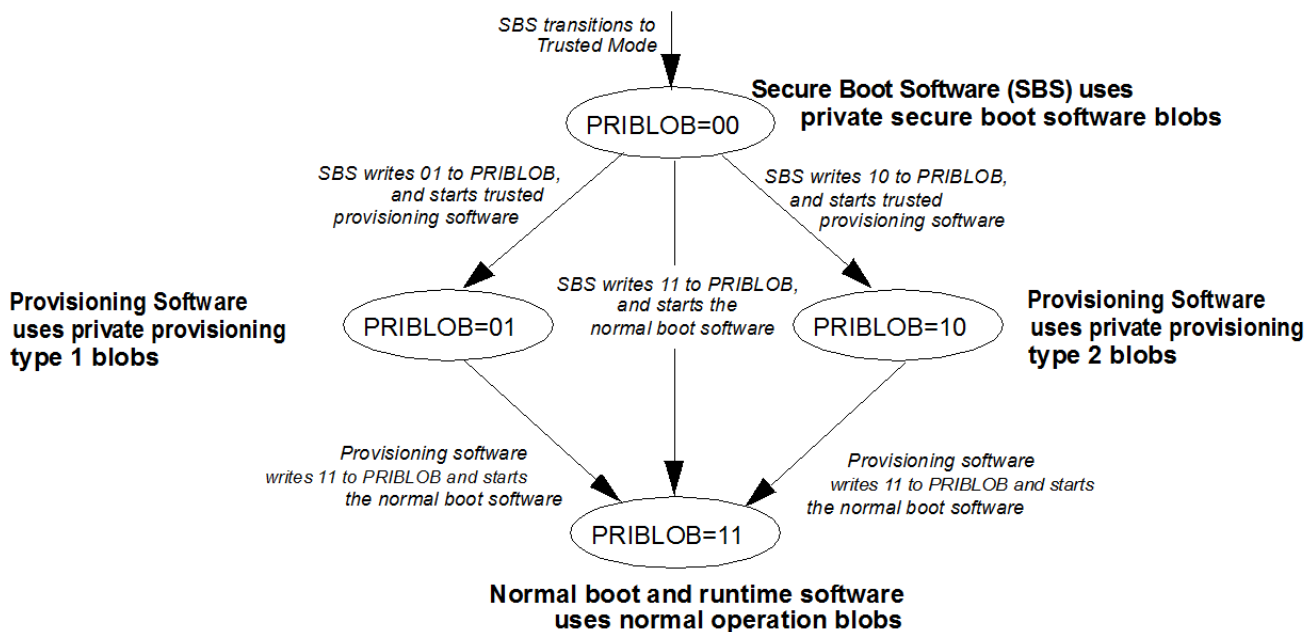 SBS transitions to
Trusted Mode
Secure Boot Software (SBS) uses
private secure boot software blobs
PRIBLOB=00
SBS writes 01 to PRIBLOB,
and starts trusted
provisioning software
SBS writes 10 to PRIBLOB,
and starts trusted
provisioning software
SBS writes 11 to PRIBLOB,
and starts the
normal boot software
Provisioning Software
uses private provisioning
type 1 blobs
PRIBLOB=01
PRIBLOB=10
Provisioning Software
uses private provisioning
type 2 blobs
Provisioning software
writes 11 to PRIBLOB and starts
the normal boot software
Provisioning software
writes 11 to PRIBLOB and starts
the normal boot software
PRIBLOB=11
Normal boot and runtime software
uses normal operation blobs